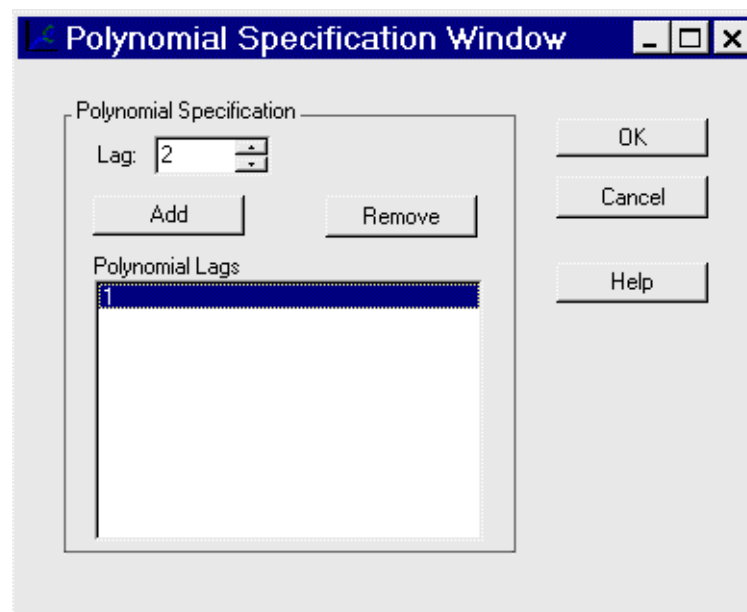 Polynomial Specification Window
Polynomial Specification
Lag: 2
Add
Remove
Polynomial Lags
1
OK
Cancel
Help